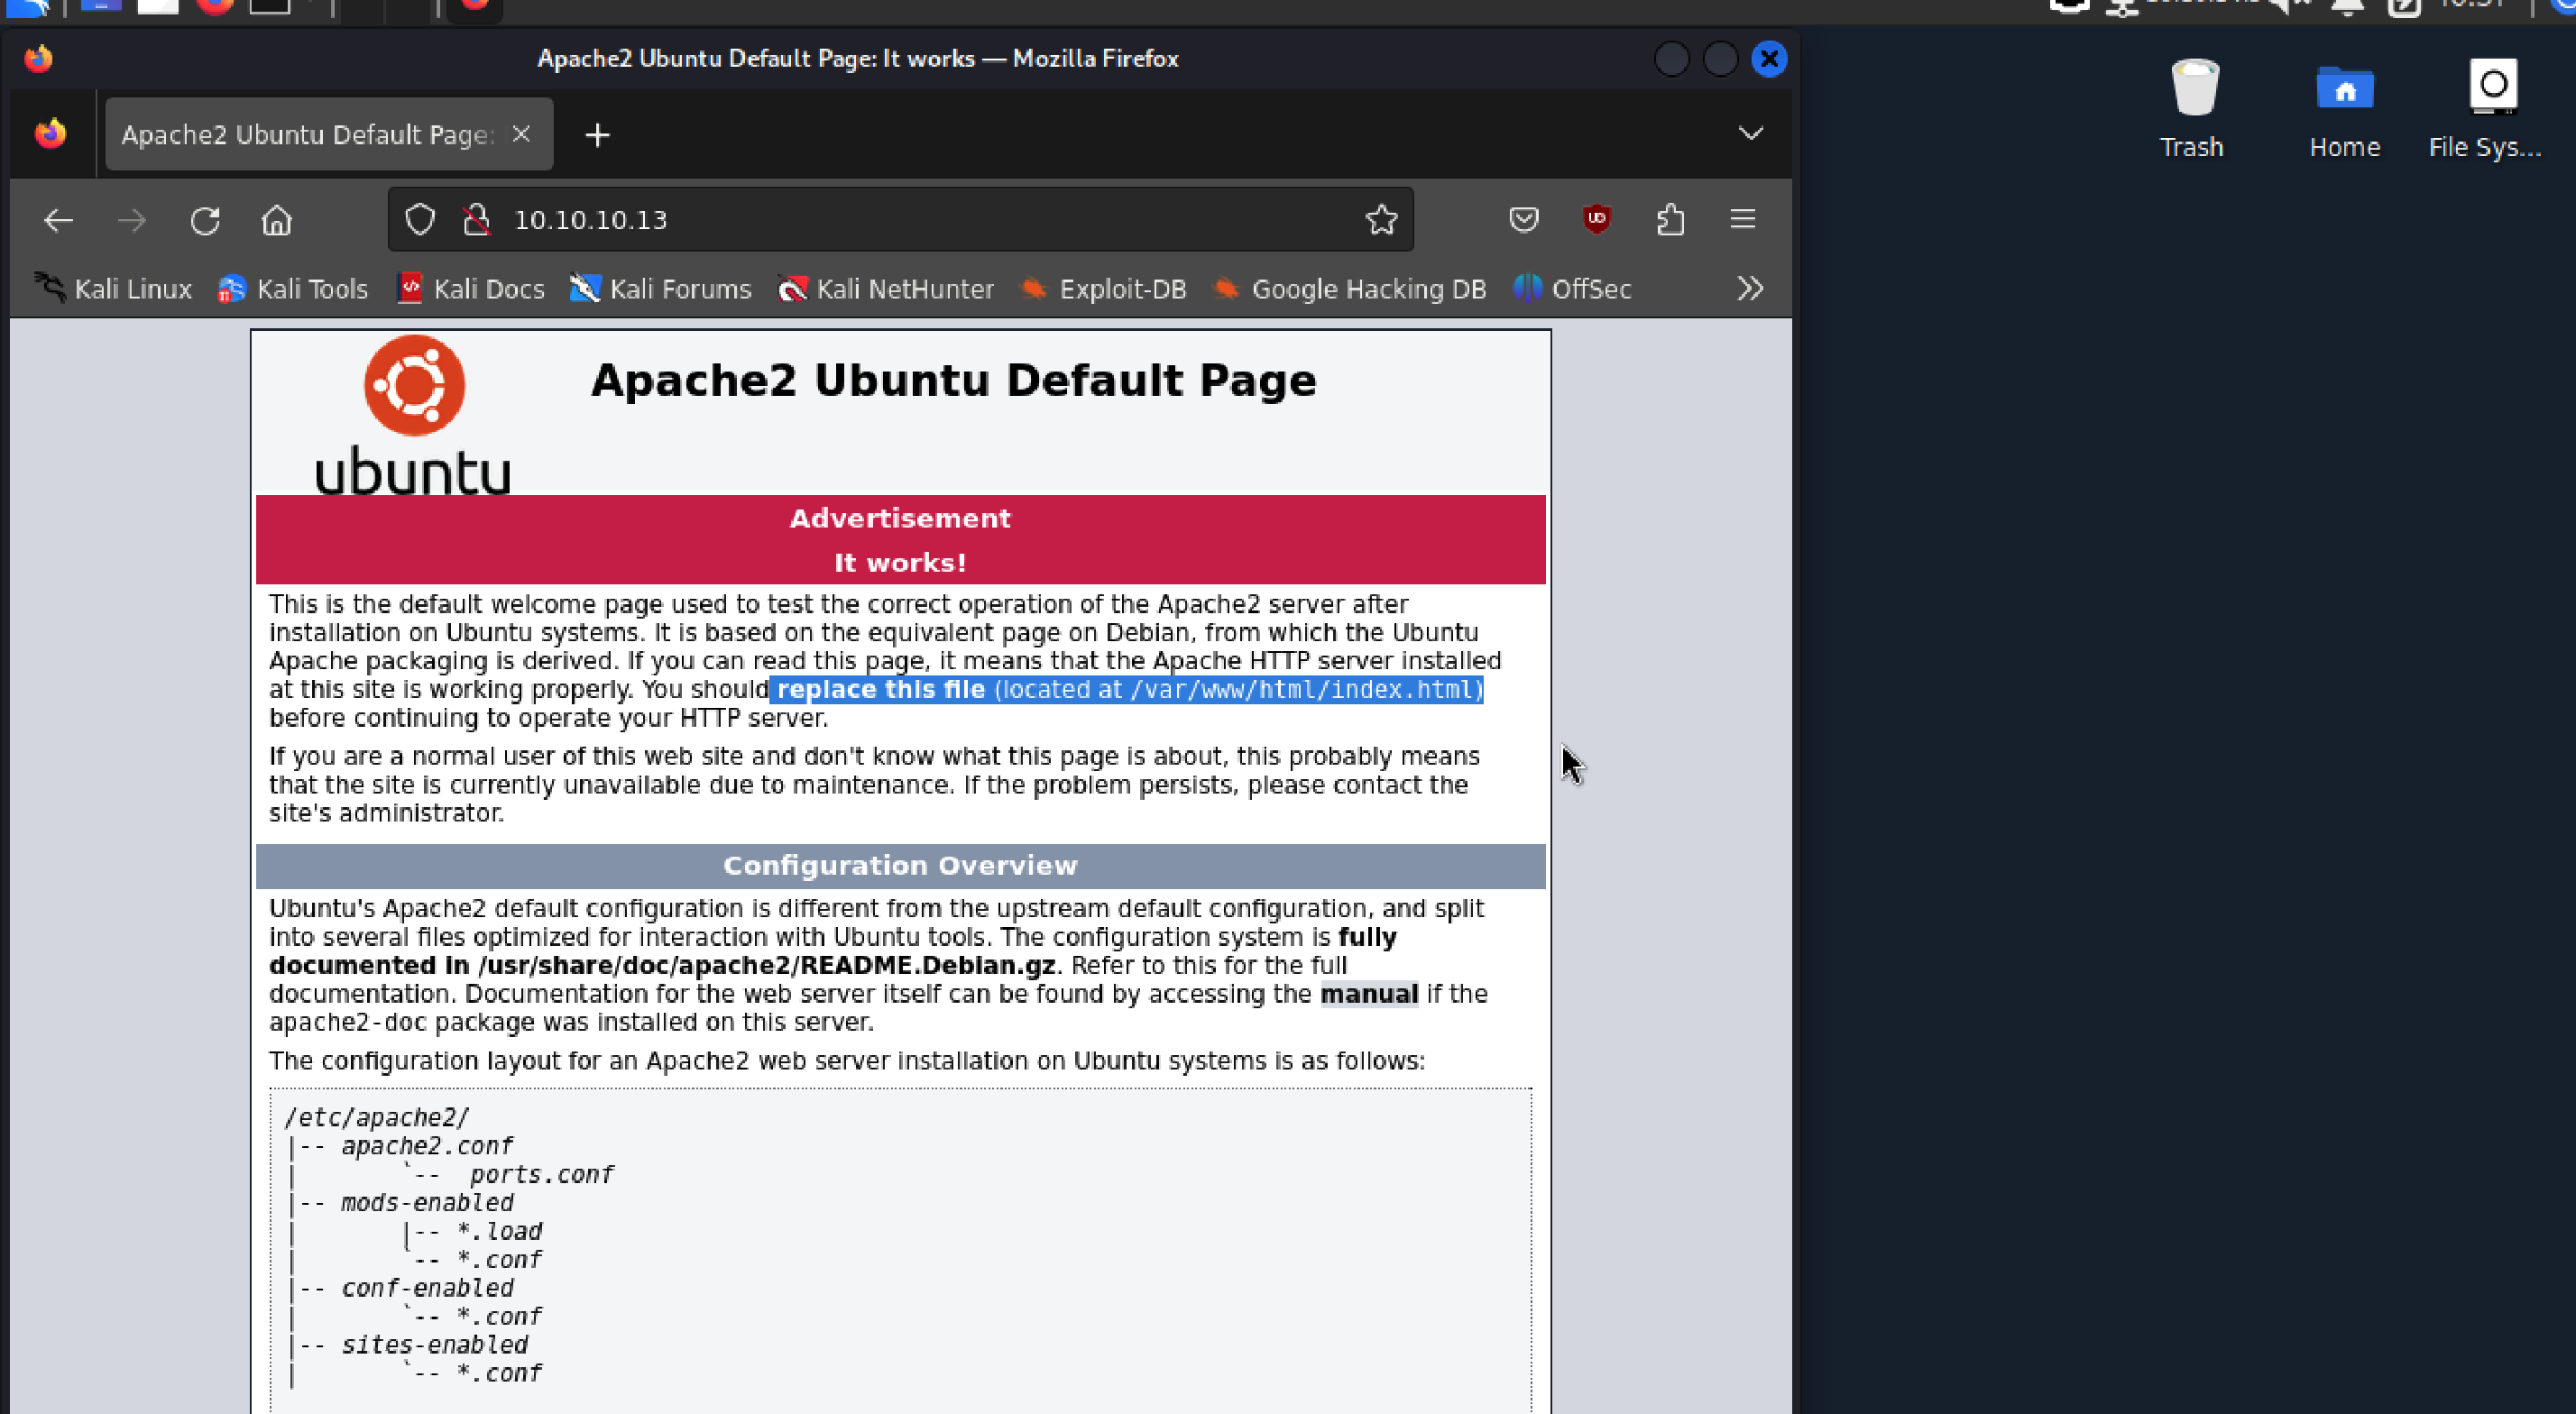 Apache2 Ubuntu Default Page: It works — Mozilla Firefox
Trash
Home
File Sys...
Apache2 Ubuntu Default Page:
10.10.10.13
Kali Linux
Kali Tools
Kali Docs
Kali Forums
Kali NetHunter
Exploit-DB
Google Hacking DB
OffSec
Apache2 Ubuntu Default Page
ubuntu
Advertisement
It works!
This is the default welcome page used to test the correct operation of the Apache2 server after
installation on Ubuntu systems. It is based on the equivalent page on Debian, from which the Ubuntu
Apache packaging is derived. If you can read this page, it means that the Apache HTTP server installed
at this site is working properly. You should replace this file (located at /var/www/html/index.html)
before continuing to operate your HTTP server.
If you are a normal user of this web site and don't know what this page is about, this probably means
that the site is currently unavailable due to maintenance. If the problem persists, please contact the
site's administrator.
Configuration Overview
Ubuntu's Apache2 default configuration is different from the upstream default configuration, and split
into several files optimized for interaction with Ubuntu tools. The configuration system is fully
documented in /usr/share/doc/apache2/README.Debian.gz. Refer to this for the full
documentation. Documentation for the web server itself can be found by accessing the manual if the
apache2-doc package was installed on this server.
The configuration layout for an Apache2 web server installation on Ubuntu systems is as follows:
/etc/apache2/
|-- apache2.conf
|       `--  ports.conf
|-- mods-enabled
|       |-- *.load
|       `-- *.conf
|-- conf-enabled
|       `-- *.conf
|-- sites-enabled
|       `-- *.conf